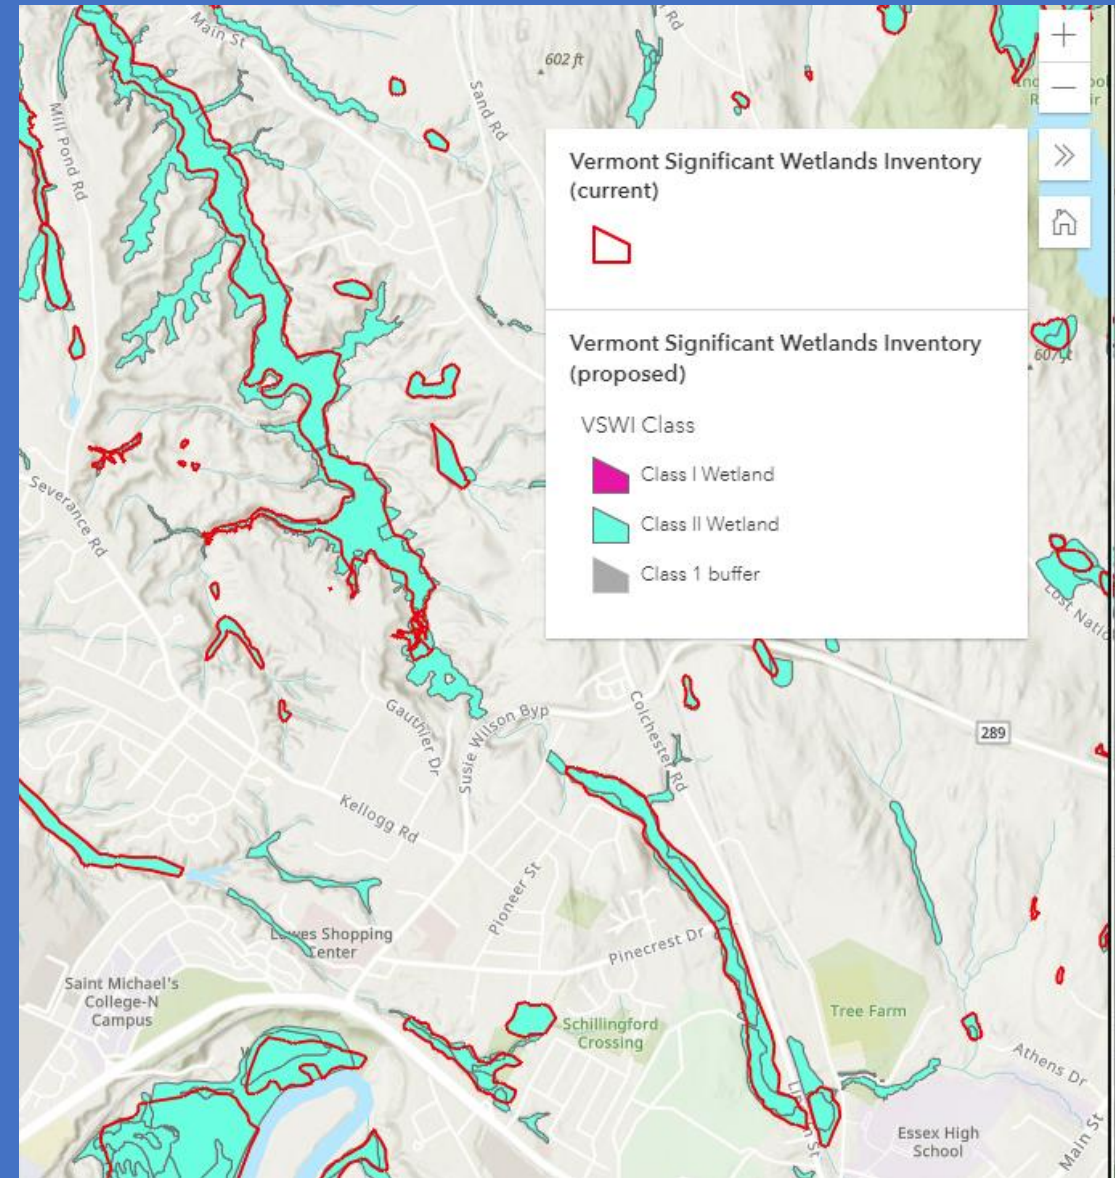 Main St
Rd
602 ft
Sand Rd
Mill Pond Rd
Vermont Significant Wetlands Inventory
(current)
Vermont Significant Wetlands Inventory
(proposed)
VSWI Class
Class I Wetland
Class II Wetland
Class 1 buffer
Severance Rd
Gauthier Dr
Susie Wilson Byp
Colchester Rd
289
Kellogg Rd
Pioneer St
Pinecrest Dr
Shopping
Center
Saint Michael's
College-N
Campus
Schillingford
Crossing
Tree Farm
Athens Dr
Essex High
School
Main St